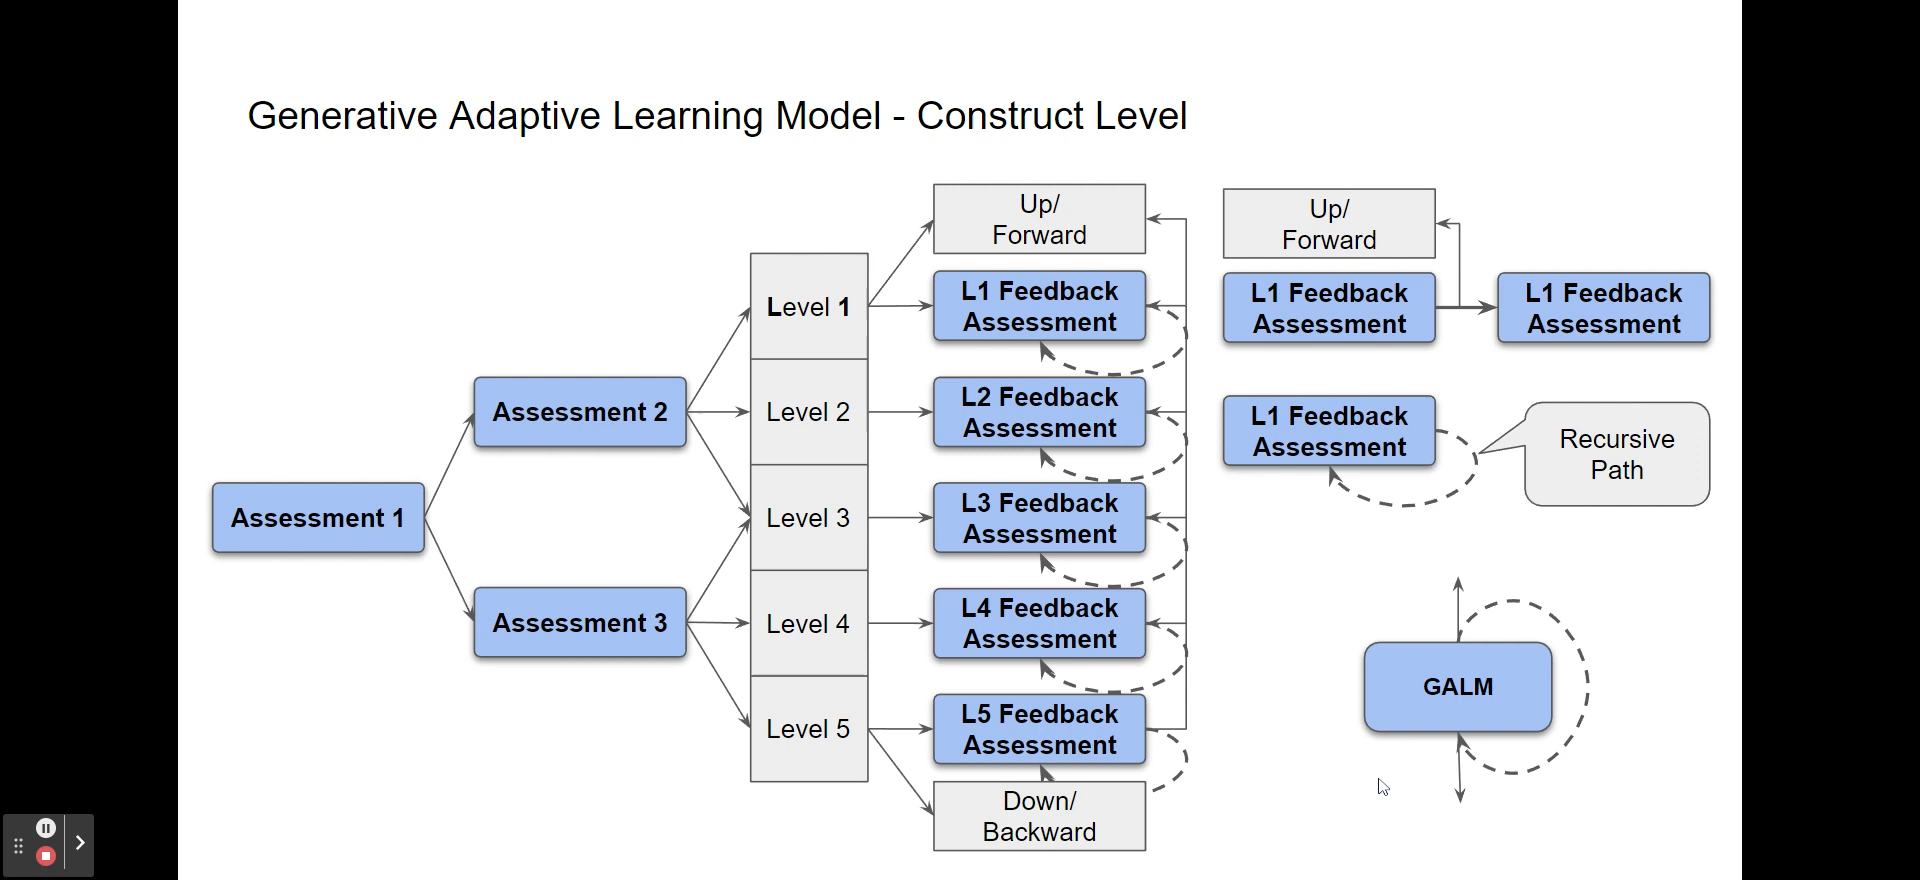 Generative Adaptive Learning Model - Construct Level
Assessment 1
Assessment 2
Assessment 3
Level 1
Level 2
Level 3
Level 4
Level 5
Up/
Forward
L1 Feedback
Assessment
L2 Feedback
Assessment
L3 Feedback
Assessment
L4 Feedback
Assessment
L5 Feedback
Assessment
Down/
Backward
Up/
Forward
L1 Feedback
Assessment
L1 Feedback
Assessment
L1 Feedback
Assessment
Recursive
Path
GALM